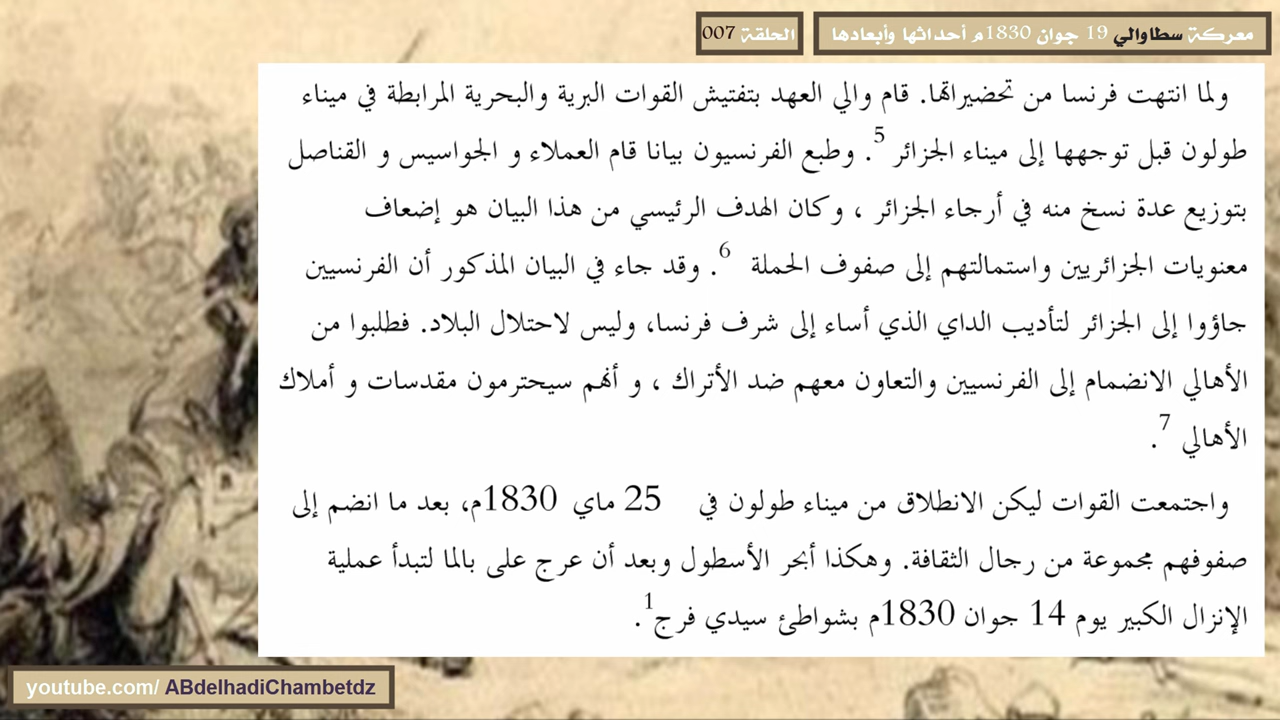 معركة سطاوالي 19 جوان 1830م أحداثها وأبعادها
الحلقة 007
ولما انتهت فرنسا من تحضيراتها. قام والي العهد بتفتيش القوات البرية والبحرية المرابطة في ميناء
طولون قبل توجهها إلى ميناء الجزائر 5. وطبع الفرنسيون بيانا قام العملاء و الجواسيس و القناصل
بتوزيع عدة نسخ منه في أرجاء الجزائر ، وكان الهدف الرئيسي من هذا البيان هو إضعاف
معنويات الجزائريين واستمالتهم إلى صفوف الحملة 6. وقد جاء في البيان المذكور أن الفرنسيين
جاؤوا إلى الجزائر لتأديب الداي الذي أساء إلى شرف فرنسا، وليس لاحتلال البلاد. فطلبوا من
الأهالي الانضمام إلى الفرنسيين والتعاون معهم ضد الأتراك ، و أنهم سيحترمون مقدسات و أملاك
الأهالي 7.
واجتمعت القوات ليكن الانطلاق من ميناء طولون في 25 ماي 1830م، بعد ما انضم إلى
صفوفهم مجموعة من رجال الثقافة. وهكذا أبحر الأسطول وبعد أن عرج على بالما لتبدأ عملية
الإنزال الكبير يوم 14 جوان 1830م بشواطئ سيدي فرج1.
youtube.com/ ABdelhadiChambetdz